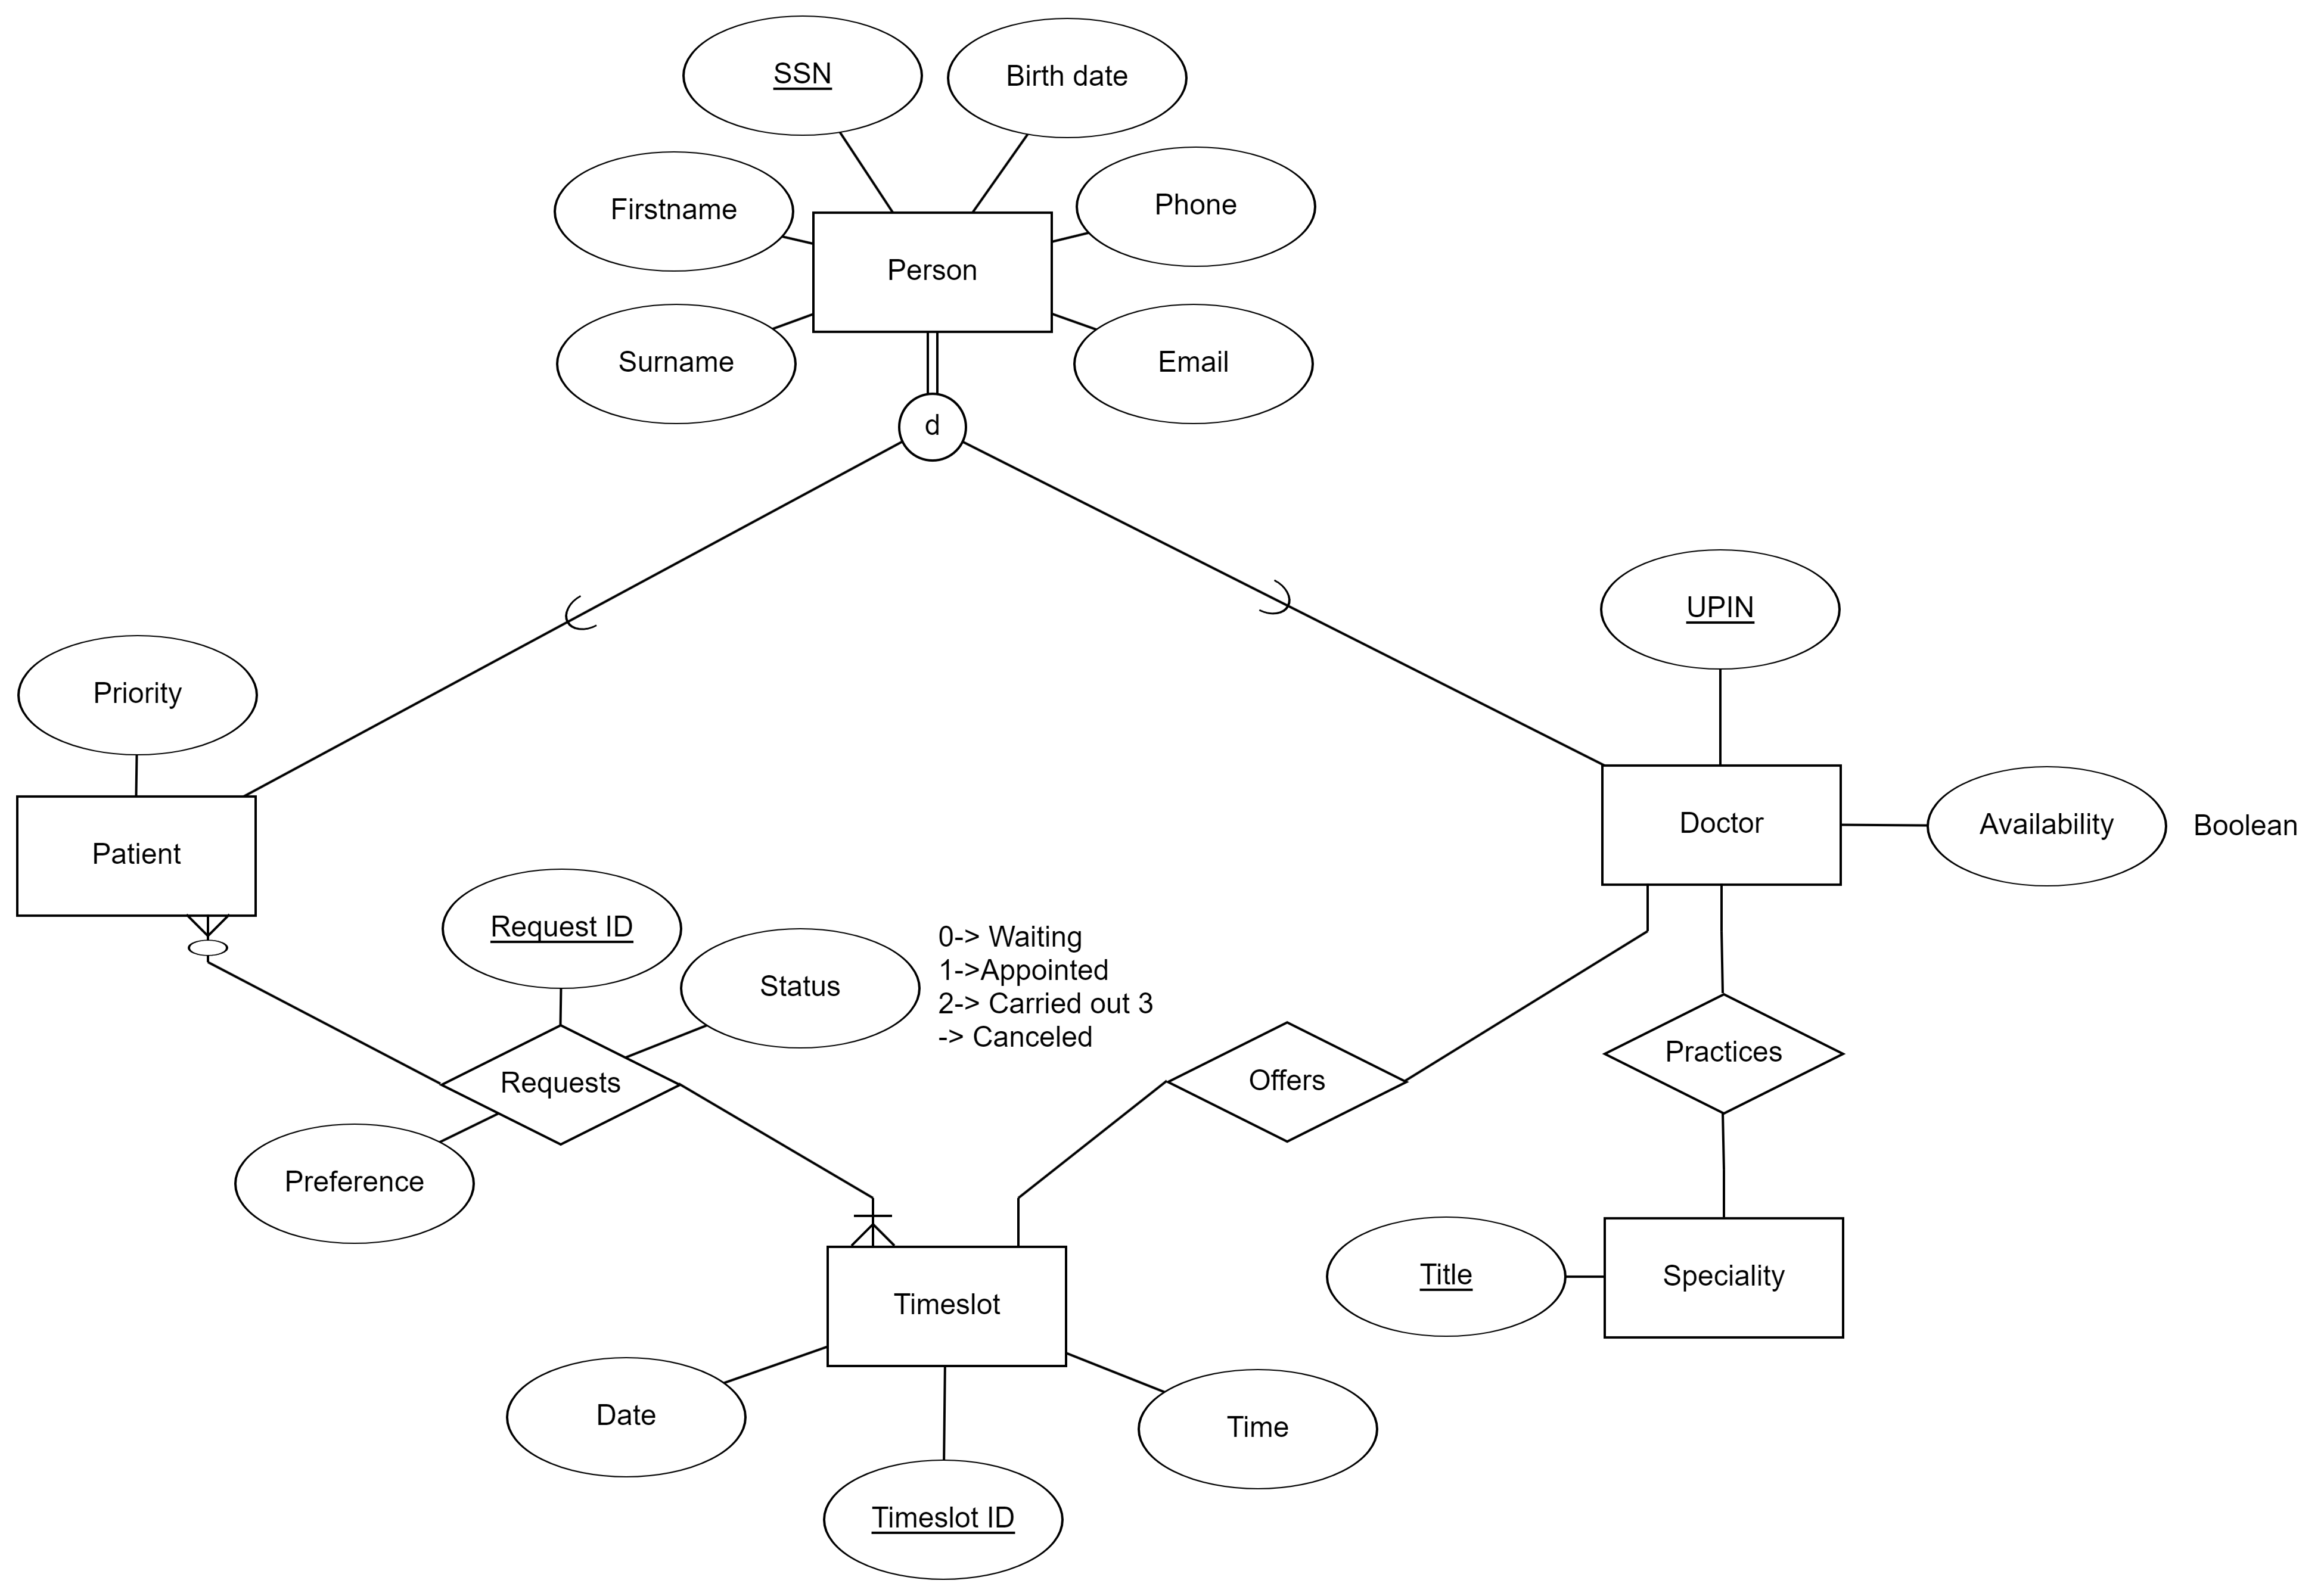 SSN
Birth date
Firstname
Phone
Person
Surname
Email
d
UPIN
Priority
Doctor
Availability
Boolean
Patient
Request ID
Status
0-> Waiting
1->Appointed
2-> Carried out 3
-> Canceled
Requests
Offers
Practices
Preference
Timeslot
Title
Speciality
Date
Time
Timeslot ID